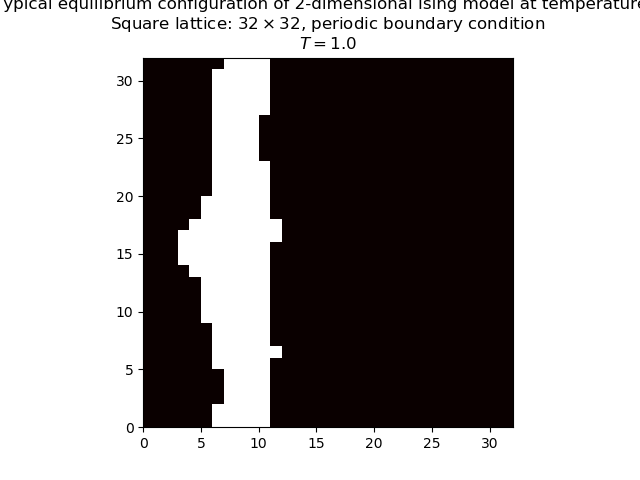 ypical equilibrium configuration of 2-dimensional Ising model at temperature
Square lattice: 32 × 32, periodic boundary condition
T = 1.0
30
25
20
15
10
5
0
0 5 10 15 20 25 30